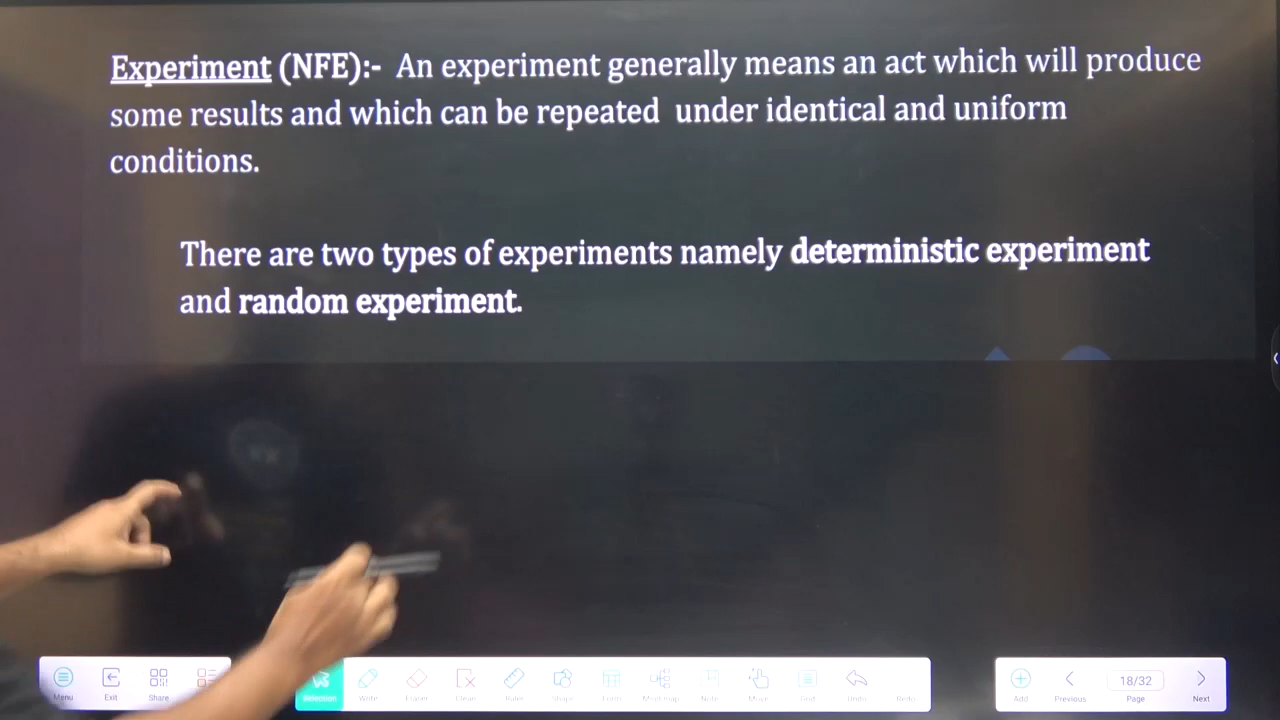 Experiment (NFE):- An experiment generally means an act which will produce
some results and which can be repeated under identical and uniform
conditions.
There are two types of experiments namely deterministic experiment
and random experiment.
Menu Exit Share Selection Write Eraser Clean Ruler Shape Form Mind map Note Move Grid Undo Redo Add Previous Page Next
18/32